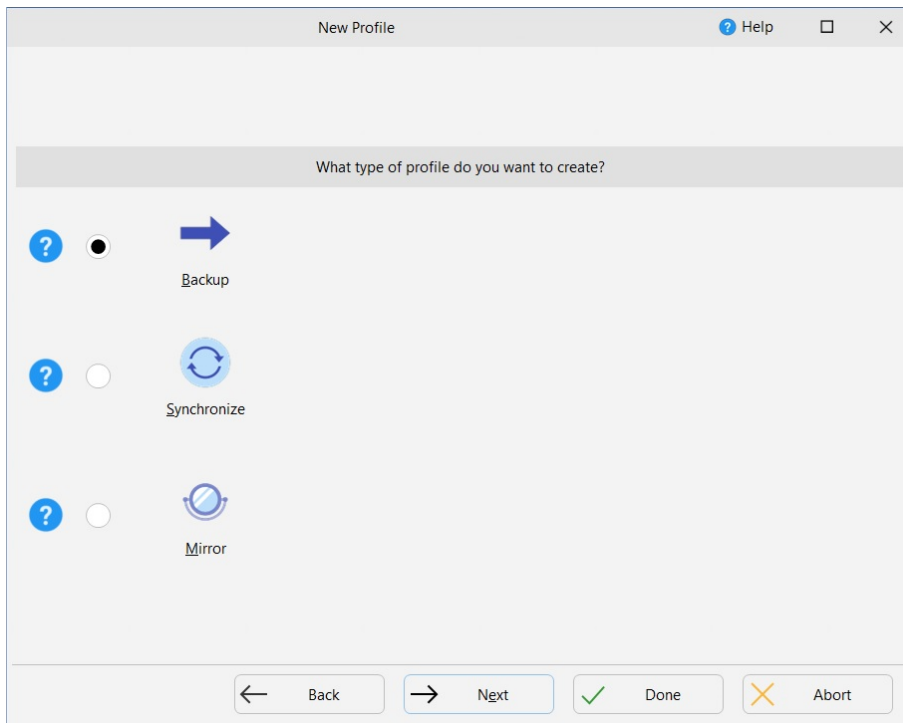 New Profile
Help
What type of profile do you want to create?
?
Backup
?
Synchronize
?
Mirror
Back
Next
Done
Abort